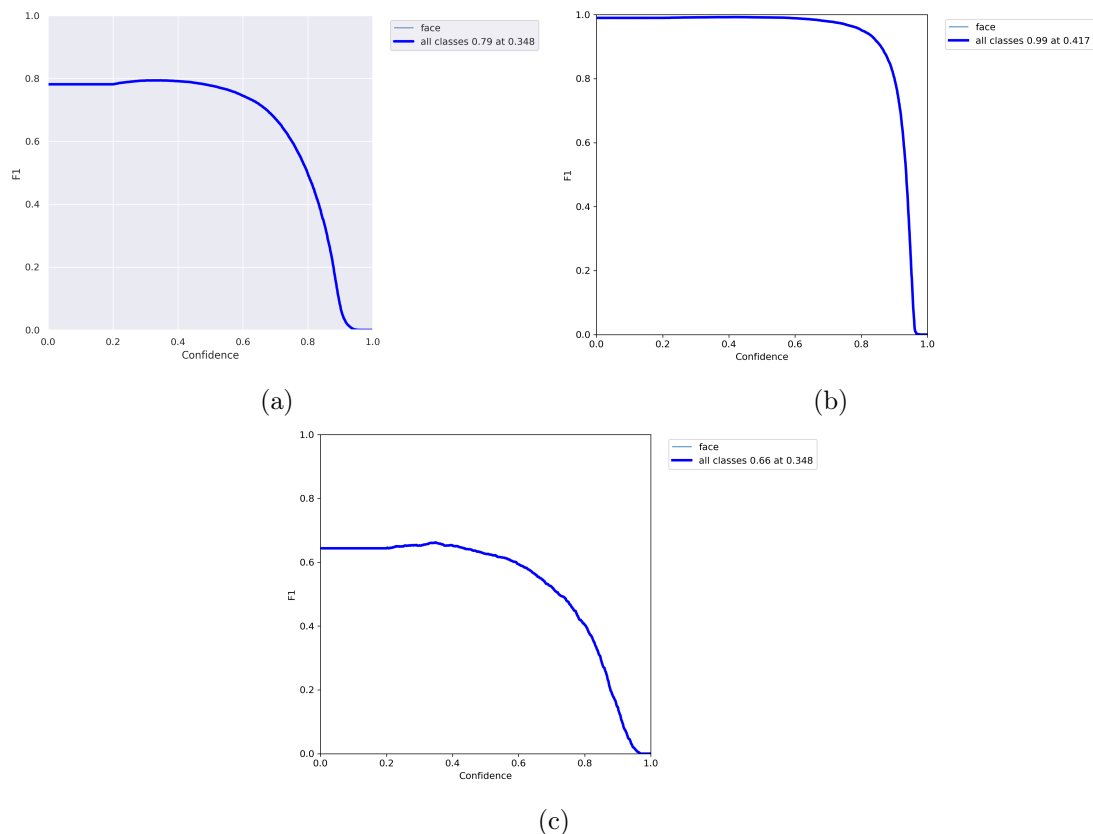 1.0
face
all classes 0.79 at 0.348
0.8
0.6
F1
0.4
0.2
0.0
0.0 0.2 0.4 0.6 0.8 1.0
Confidence
(a)
1.0
face
all classes 0.99 at 0.417
0.8
0.6
F1
0.4
0.2
0.0
0.0 0.2 0.4 0.6 0.8 1.0
Confidence
(b)
1.0
face
all classes 0.66 at 0.348
0.8
0.6
F1
0.4
0.2
0.0
0.0 0.2 0.4 0.6 0.8 1.0
Confidence
(c)